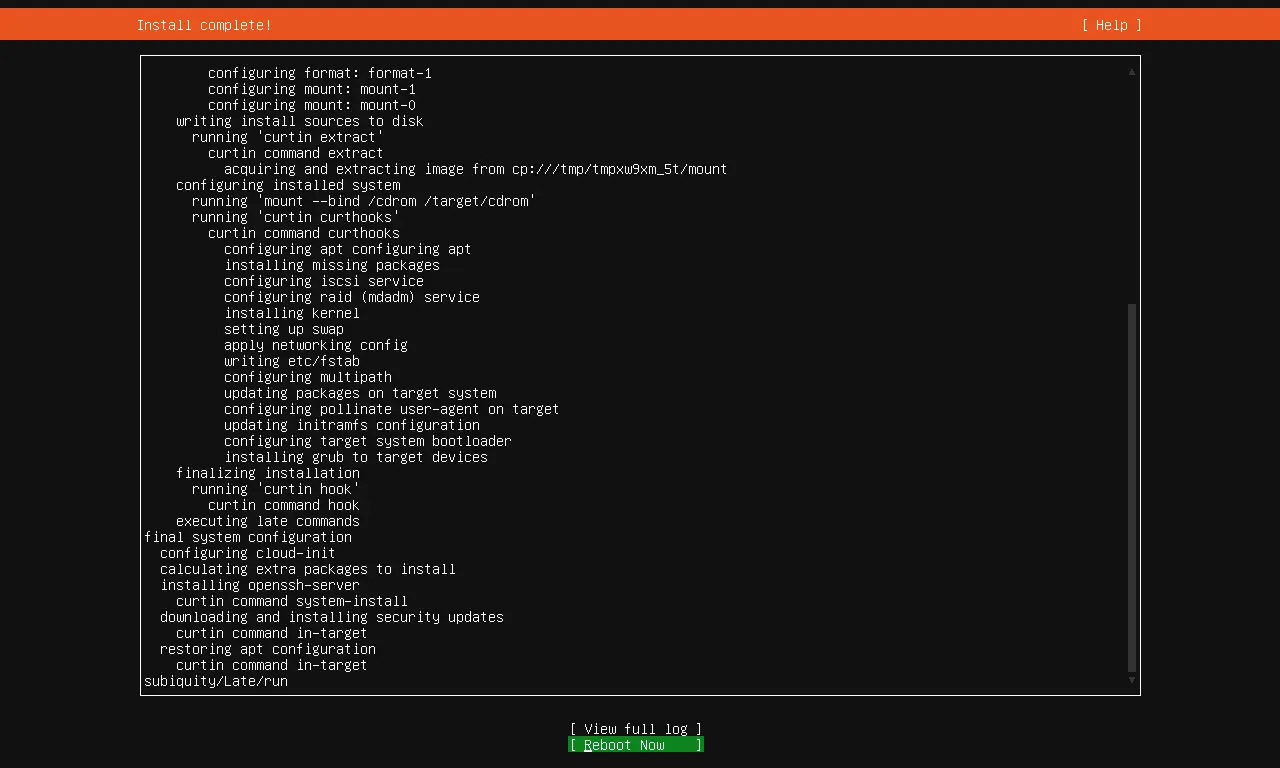 Install complete! [ Help ]
configuring format: format-1
configuring mount: mount-1
configuring mount: mount-0
writing install sources to disk
running 'curtin extract'
curtin command extract
acquiring and extracting image from cp:///tmp/tmpxw9xm_5t/mount
configuring installed system
running 'mount --bind /cdrom /target/cdrom'
running 'curtin curthooks'
curtin command curthooks
configuring apt configuring apt
installing missing packages
configuring iscsi service
configuring raid (mdadm) service
installing kernel
setting up swap
apply networking config
writing etc/fstab
configuring multipath
updating packages on target system
configuring pollinate user-agent on target
updating initramfs configuration
configuring target system bootloader
installing grub to target devices
finalizing installation
running 'curtin hook'
curtin command hook
executing late commands
final system configuration
configuring cloud-init
calculating extra packages to install
installing openssh-server
curtin command system-install
downloading and installing security updates
curtin command in-target
restoring apt configuration
curtin command in-target
subiquity/Late/run
[ View full log ]
[ Reboot Now ]